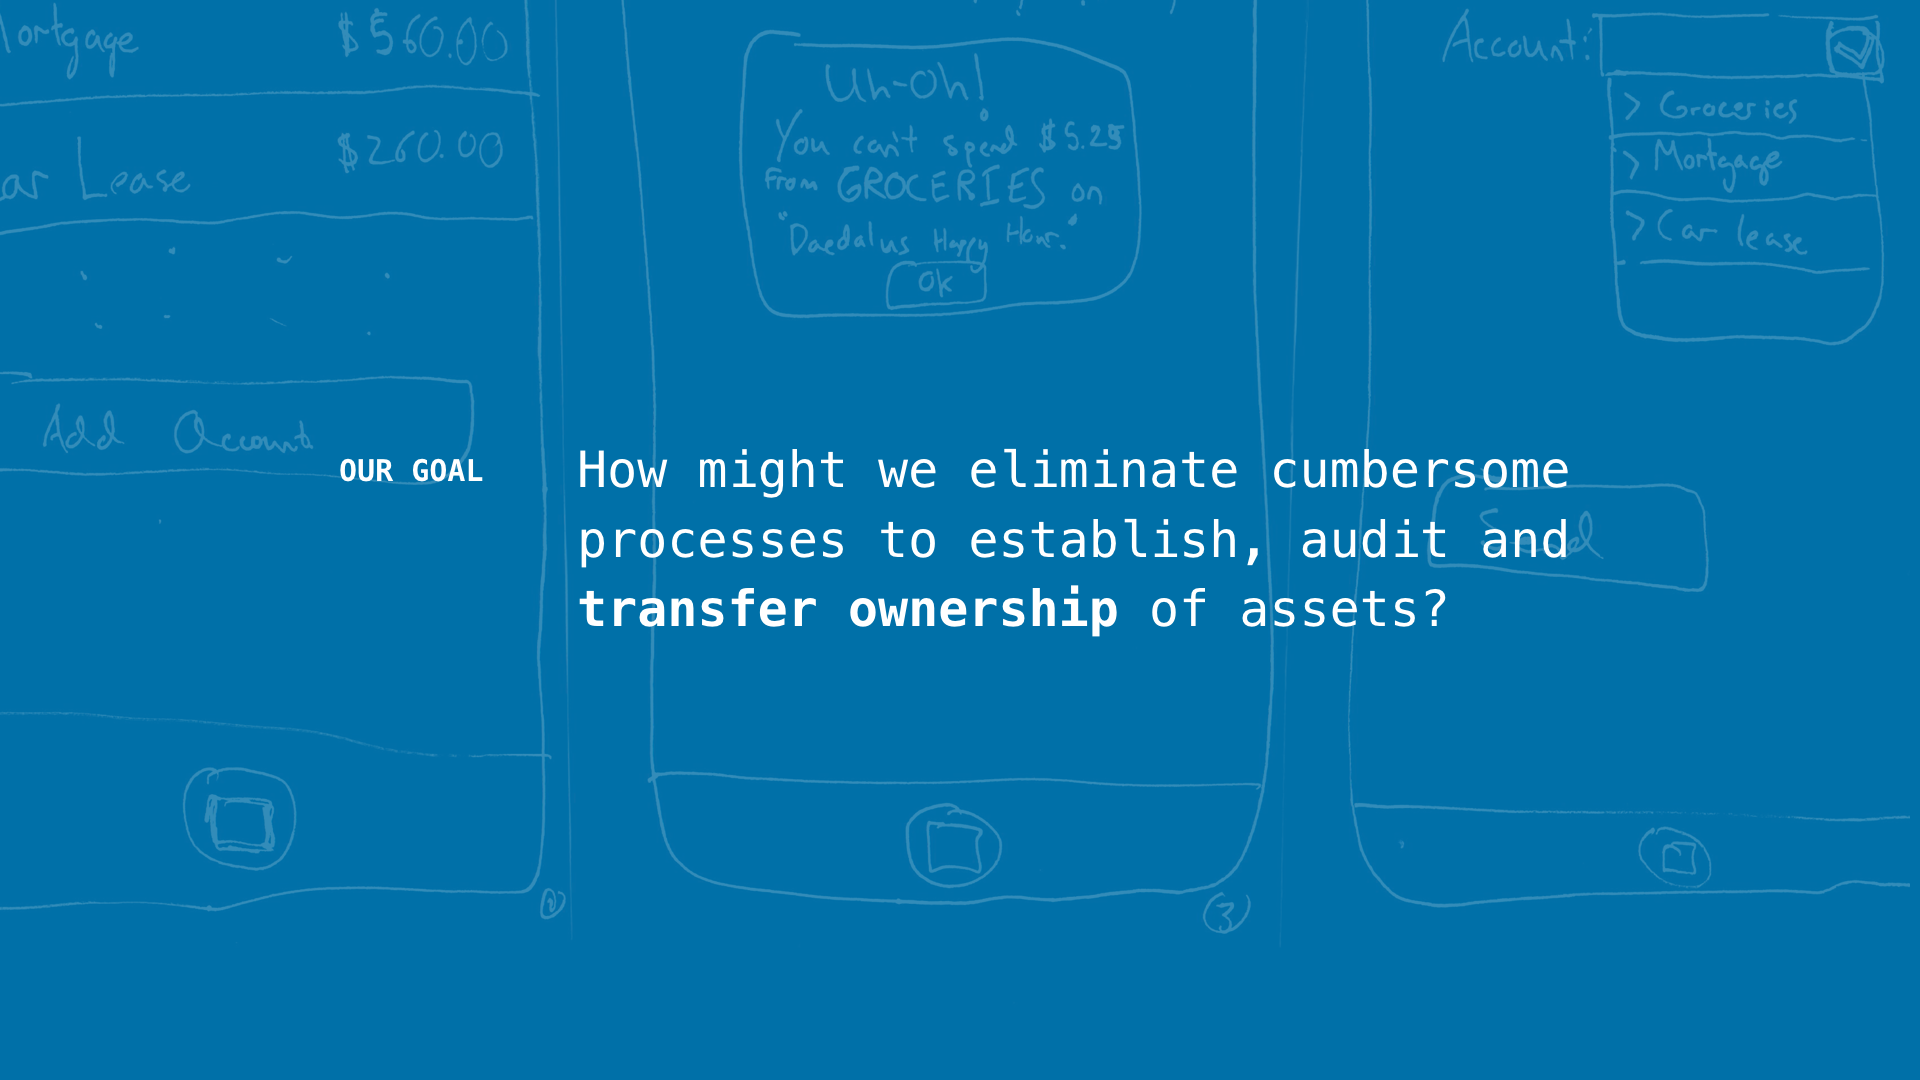 ortgage $560.00
ar Lease $260.00
Add Account
Uh-Oh!
You can't spend $5.25
From GROCERIES on
"Daedalus Happy Hour."
Ok
Account:
> Groceries
> Mortgage
> Car lease
Send
OUR GOAL
How might we eliminate cumbersome
processes to establish, audit and
transfer ownership of assets?
3